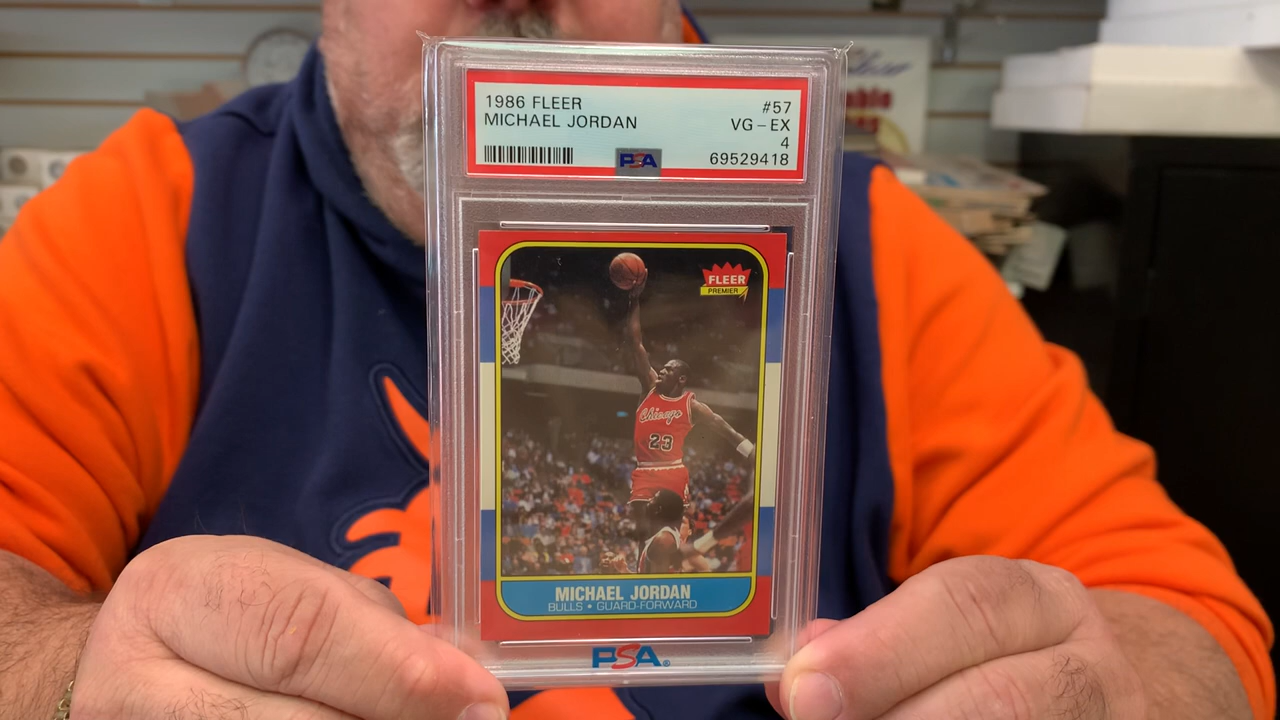 1986 FLEER #57
MICHAEL JORDAN VG-EX
4
PSA 69529418
FLEER
PREMIER
Chicago
23
MICHAEL JORDAN
BULLS • GUARD-FORWARD
PSA®